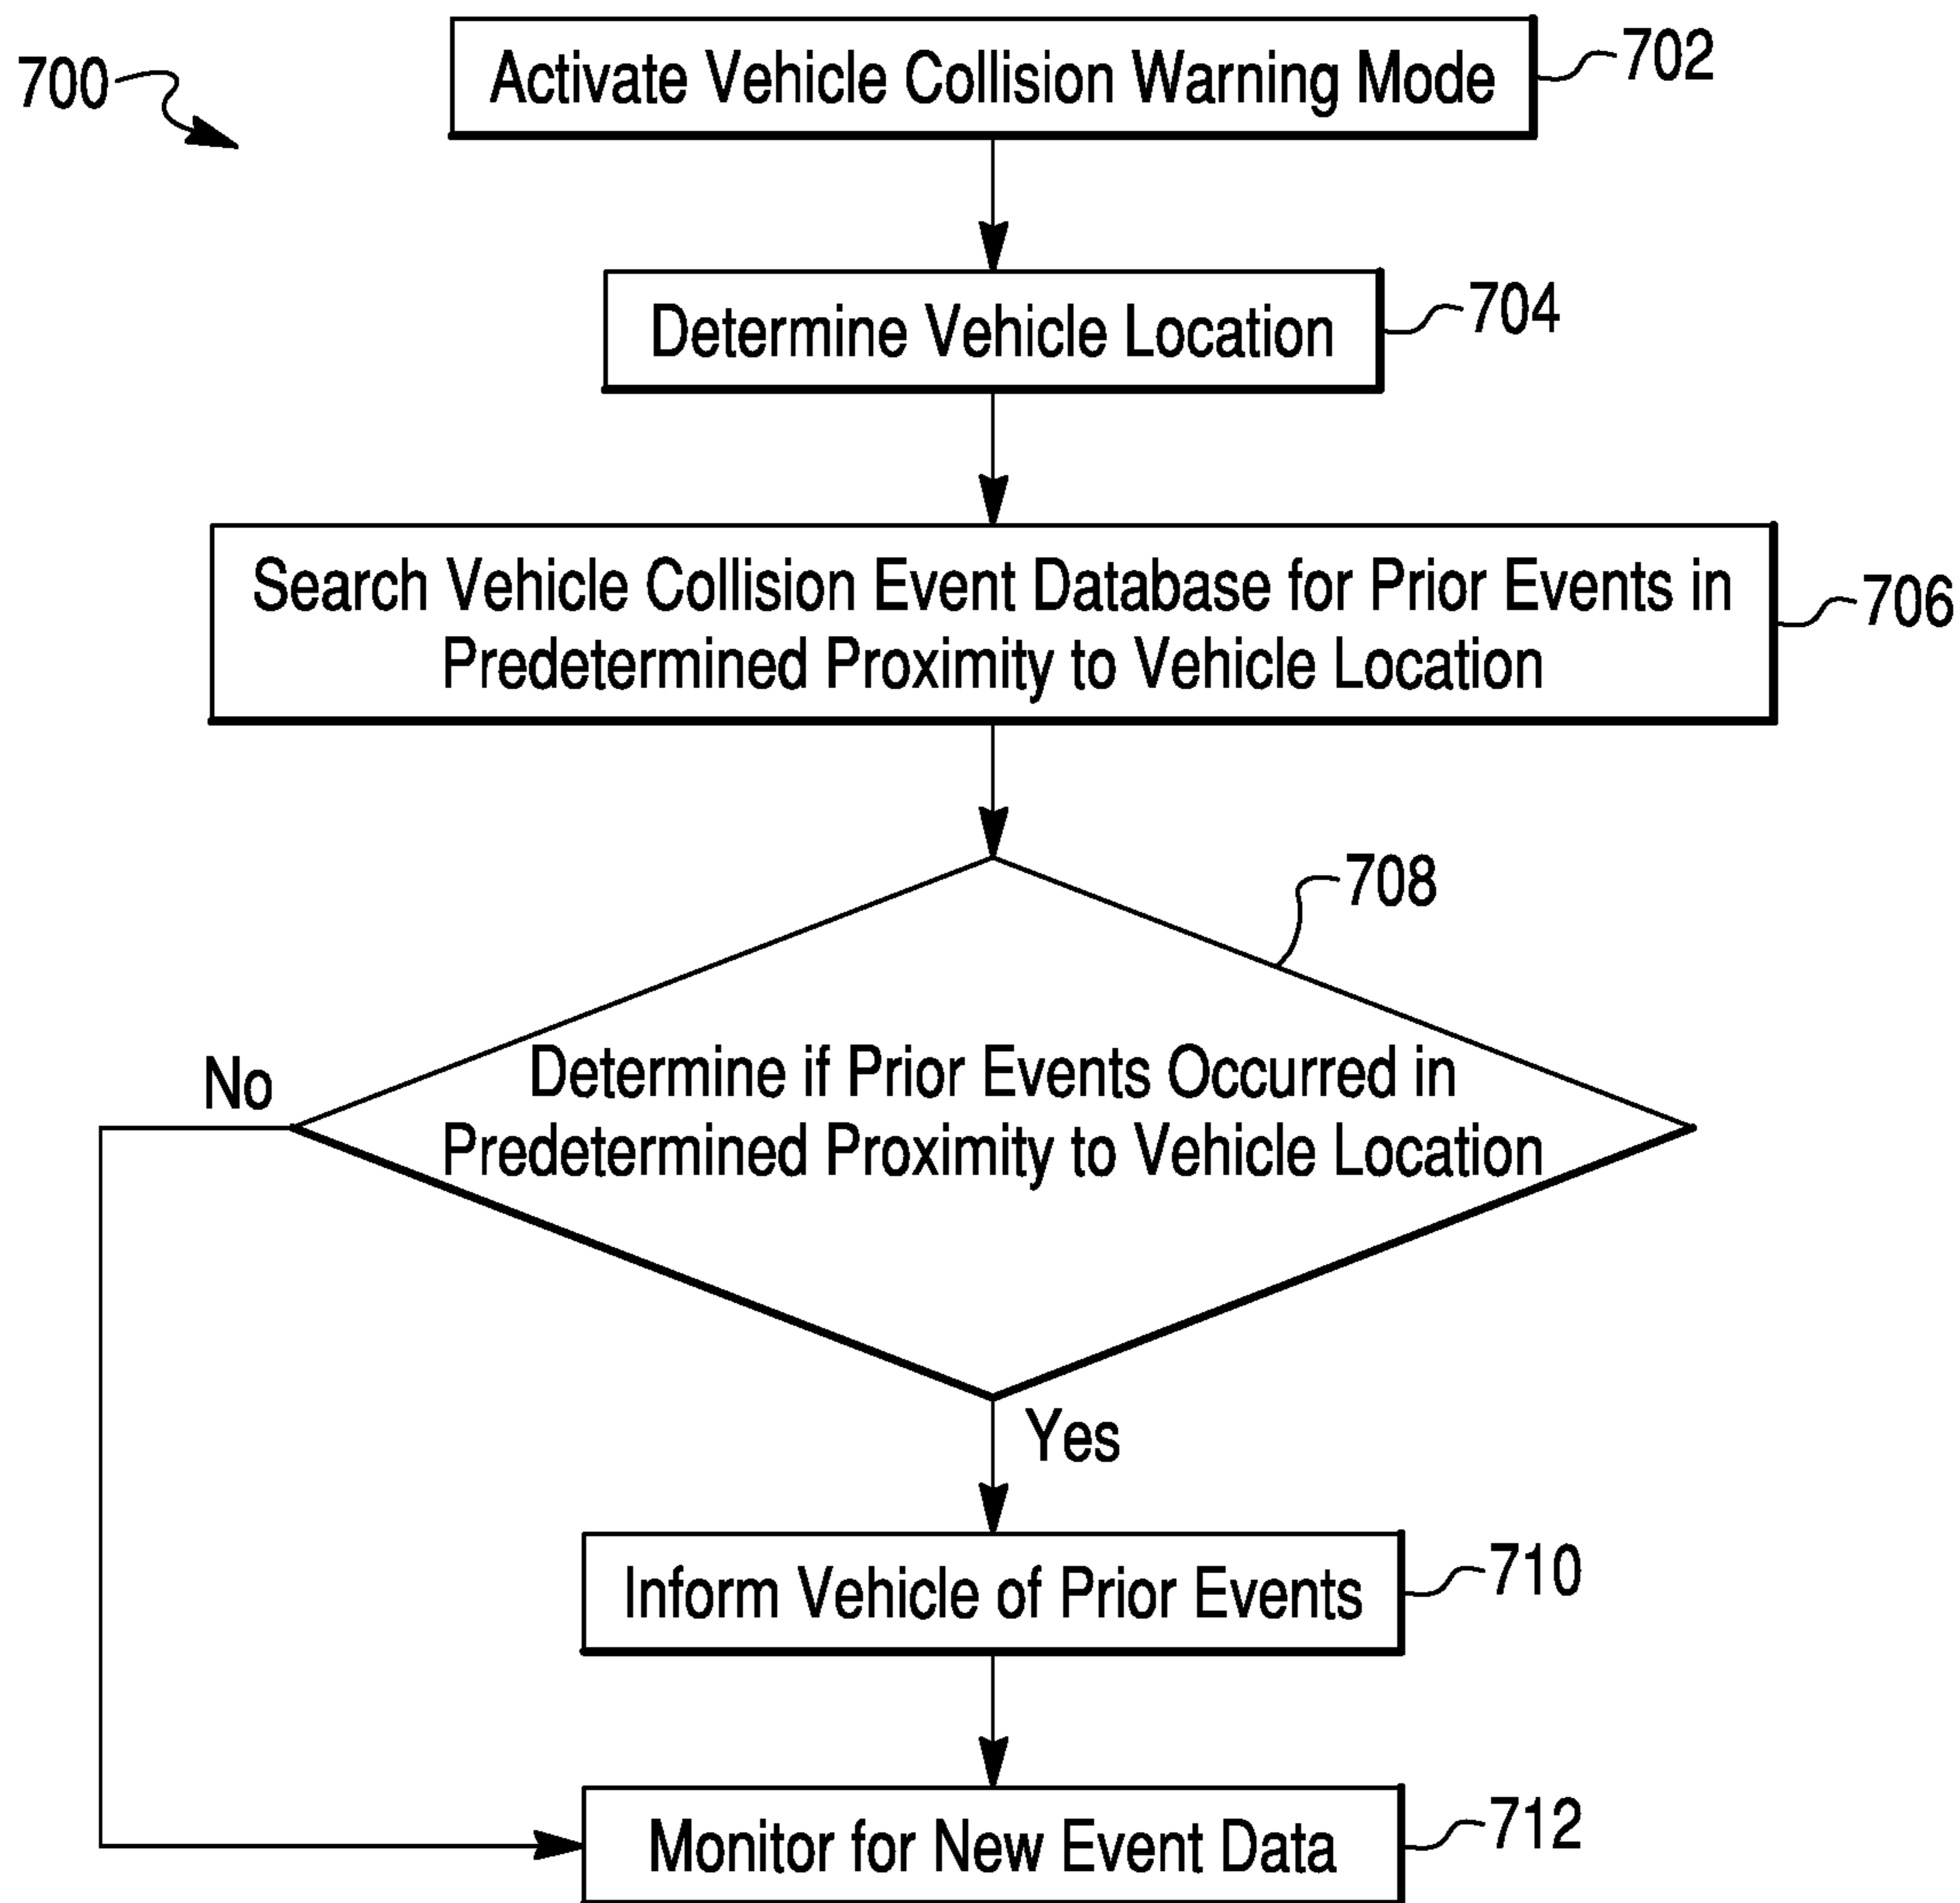 700
Activate Vehicle Collision Warning Mode
702
Determine Vehicle Location
704
Search Vehicle Collision Event Database for Prior Events in
Predetermined Proximity to Vehicle Location
706
708
Determine if Prior Events Occurred in
Predetermined Proximity to Vehicle Location
No
Yes
Inform Vehicle of Prior Events
710
Monitor for New Event Data
712